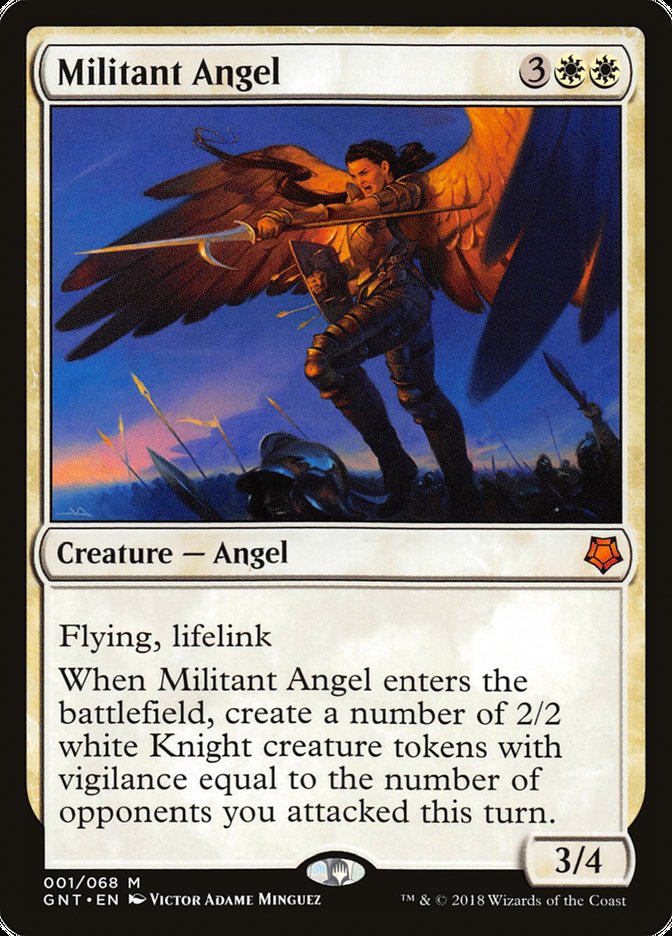 Militant Angel 3
Creature — Angel
Flying, lifelink
When Militant Angel enters the
battlefield, create a number of 2/2
white Knight creature tokens with
vigilance equal to the number of
opponents you attacked this turn.
3/4
001/068 M
GNT • EN Victor Adame Minguez
™ & © 2018 Wizards of the Coast